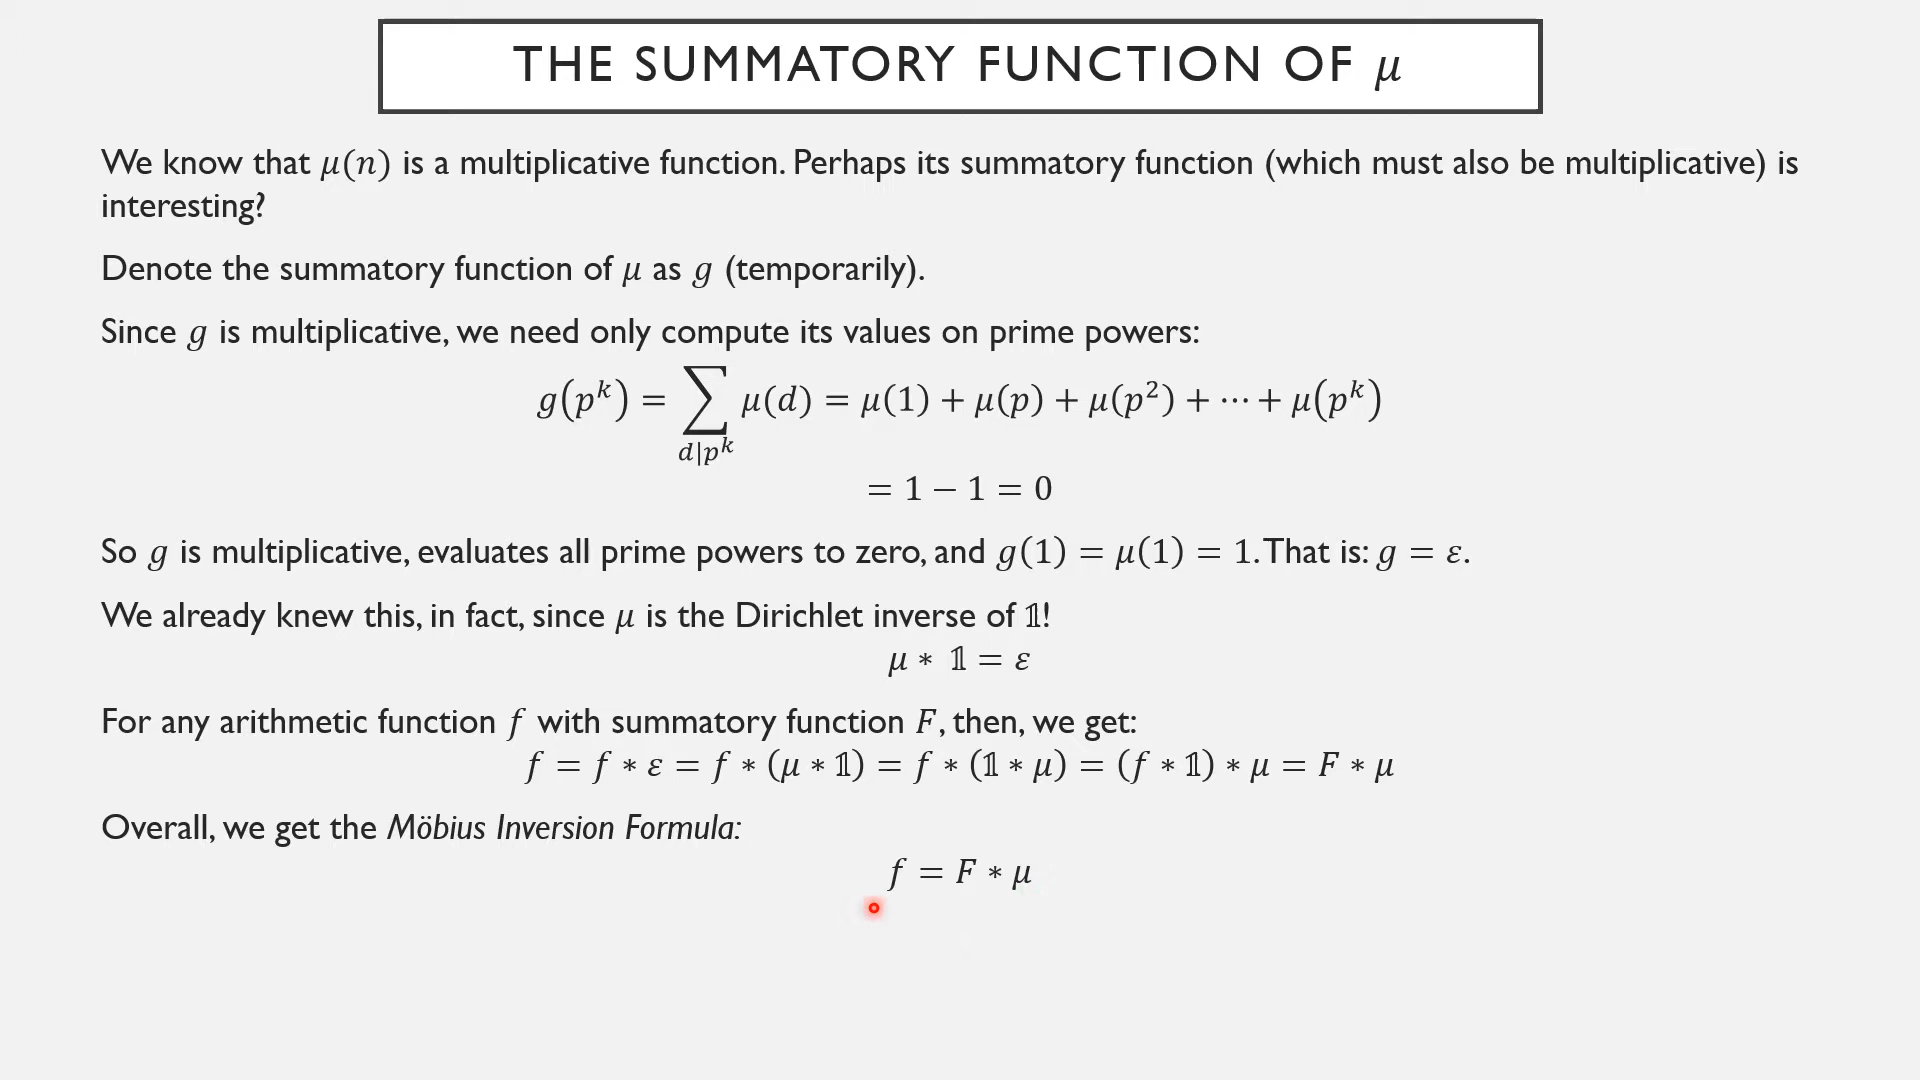 THE SUMMATORY FUNCTION OF μ
We know that μ(n) is a multiplicative function. Perhaps its summatory function (which must also be multiplicative) is
interesting?
Denote the summatory function of μ as g (temporarily).
Since g is multiplicative, we need only compute its values on prime powers:
g(pᵏ) = ∑_{d|pᵏ} μ(d) = μ(1) + μ(p) + μ(p²) + ⋯ + μ(pᵏ)
= 1 − 1 = 0
So g is multiplicative, evaluates all prime powers to zero, and g(1) = μ(1) = 1. That is: g = ε.
We already knew this, in fact, since μ is the Dirichlet inverse of 𝟙!
μ ∗ 𝟙 = ε
For any arithmetic function f with summatory function F, then, we get:
f = f ∗ ε = f ∗ (μ ∗ 𝟙) = f ∗ (𝟙 ∗ μ) = (f ∗ 𝟙) ∗ μ = F ∗ μ
Overall, we get the Möbius Inversion Formula:
f = F ∗ μ